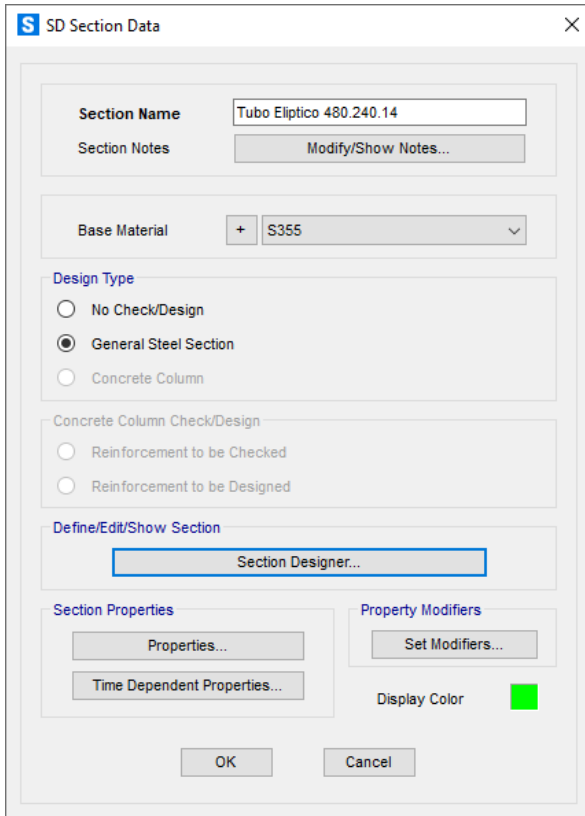 S SD Section Data
Section Name Tubo Eliptico 480.240.14
Section Notes Modify/Show Notes...
Base Material + S355
Design Type
No Check/Design
General Steel Section
Concrete Column
Concrete Column Check/Design
Reinforcement to be Checked
Reinforcement to be Designed
Define/Edit/Show Section
Section Designer...
Section Properties
Properties...
Time Dependent Properties...
Property Modifiers
Set Modifiers...
Display Color
OK Cancel